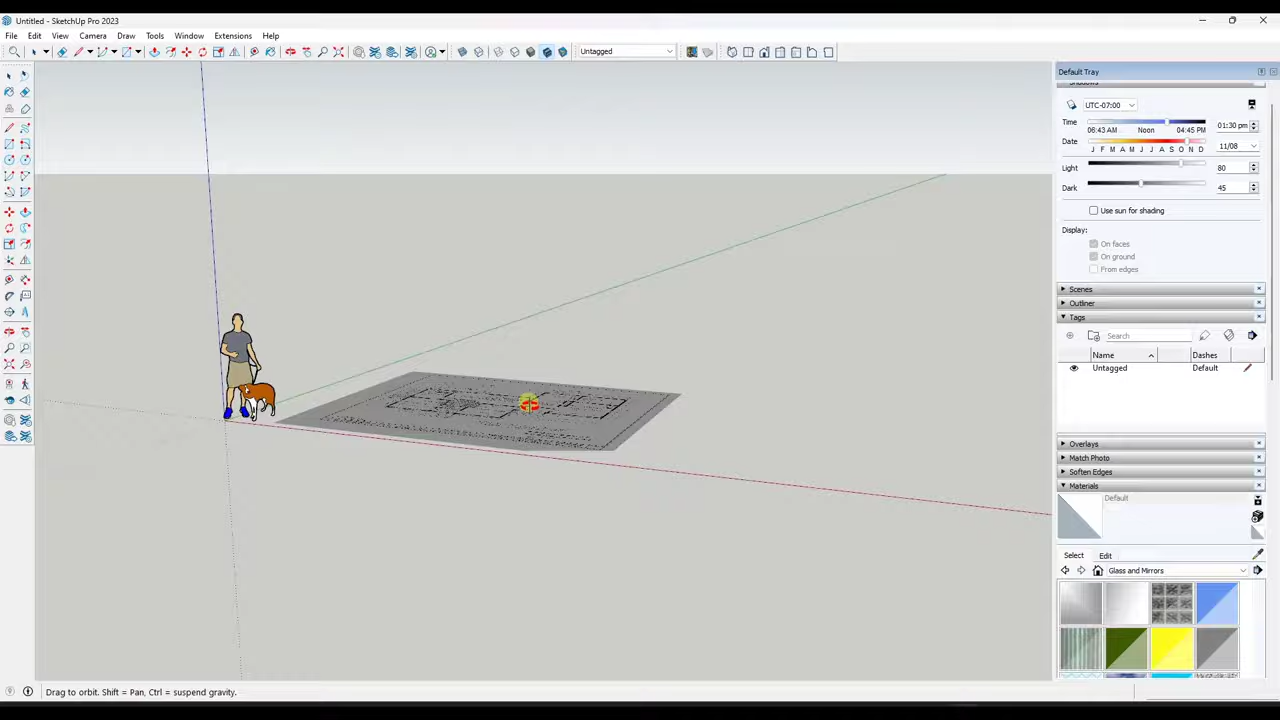 Untitled - SketchUp Pro 2023
File Edit View Camera Draw Tools Window Extensions Help
Untagged
Default Tray
Shadows
UTC-07:00
Time
06:43 AM Noon 04:45 PM
01:30 pm
Date
J F M A M J J A S O N D
11/08
Light
80
Dark
45
Use sun for shading
Display:
On faces
On ground
From edges
Scenes
Outliner
Tags
Search
Name Dashes
Untagged Default
Overlays
Match Photo
Soften Edges
Materials
Default
Select Edit
Glass and Mirrors
Drag to orbit. Shift = Pan, Ctrl = suspend gravity.